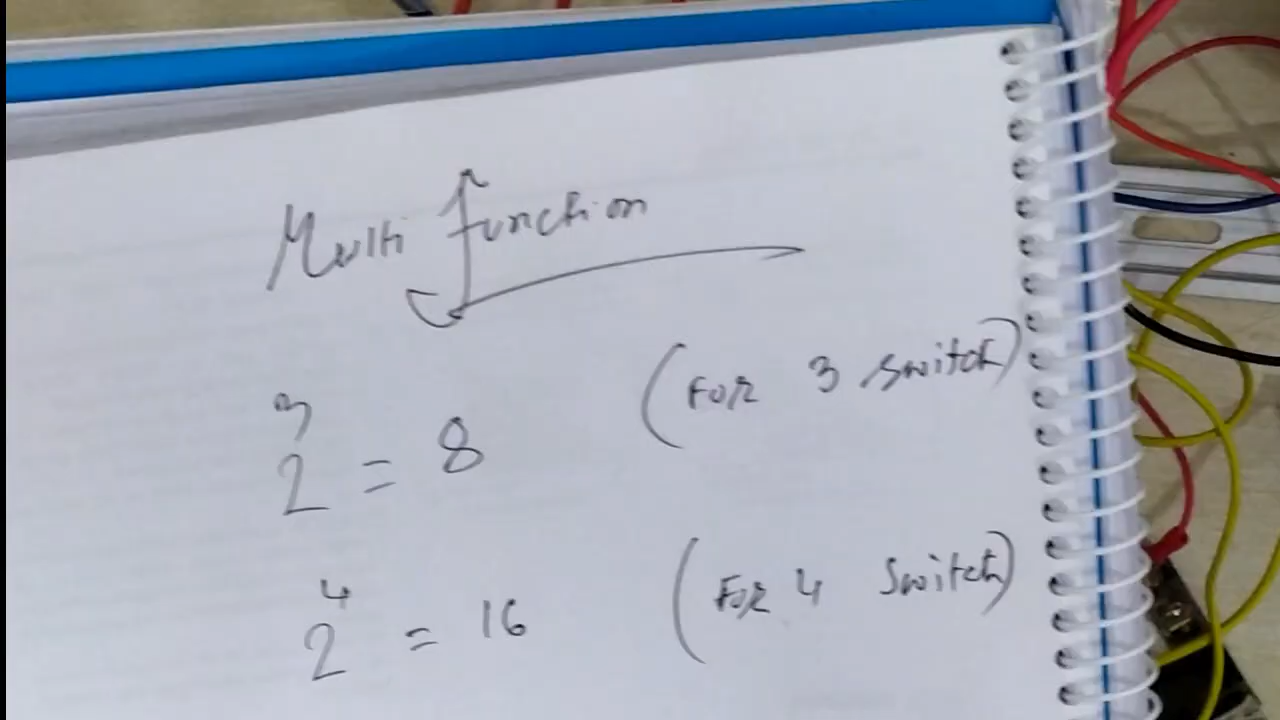 Multi function
2³ = 8 (FOR 3 switch)
2⁴ = 16 (FOR 4 switch)